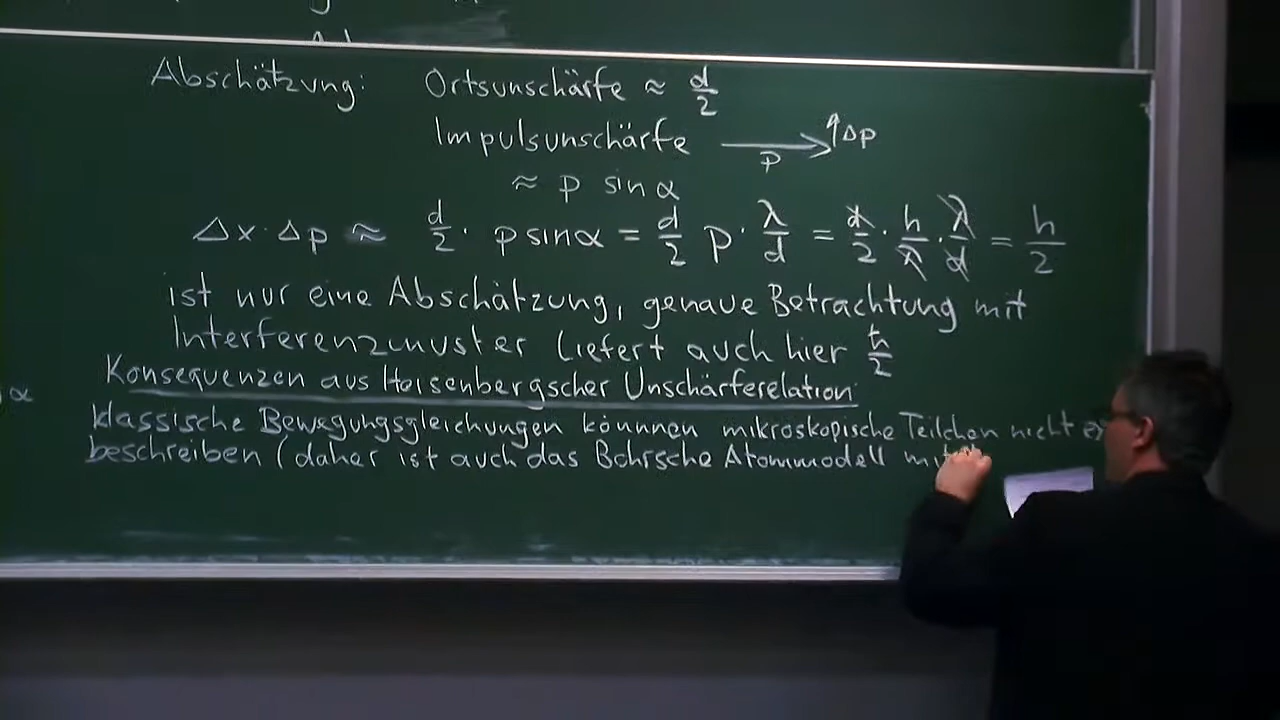 Abschätzung: Ortsunschärfe ≈ d/2
Impulsunschärfe p Δp
≈ p sin α
Δx · Δp ≈ d/2 · p sin α = d/2 p · λ/d = d/2 · h/λ · λ/d = h/2
ist nur eine Abschätzung, genaue Betrachtung mit
Interferenzmuster liefert auch hier ħ/2
Konsequenzen aus Heisenbergscher Unschärferelation:
α
klassische Bewegungsgleichungen können mikroskopische Teilchen nicht
beschreiben (daher ist auch das Bohrsche Atommodell mit